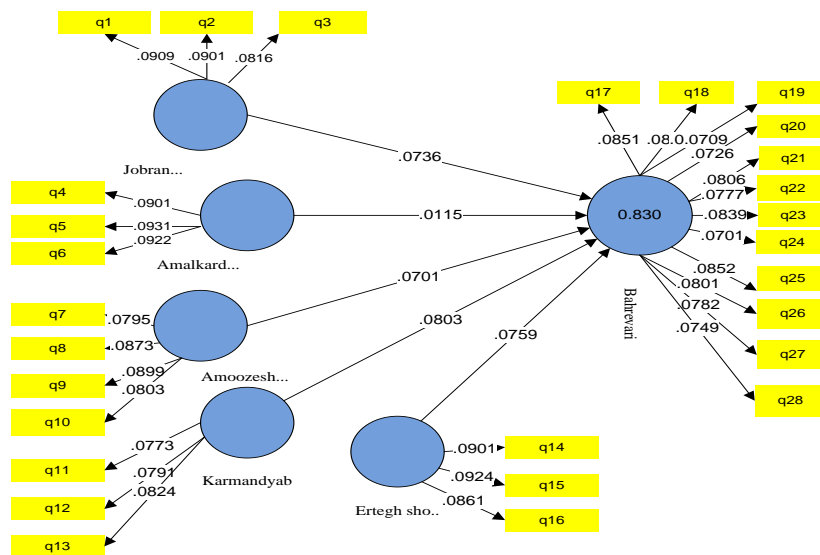 q1
q2
q3
.0909
.0901
.0816
Jobran...
.0736
q4
q5
q6
.0901
.0931
.0922
Amalkard...
.0115
q7
q8
q9
q10
.0795
.0873
.0899
.0803
Amoozesh...
.0701
q11
q12
q13
.0773
.0791
.0824
Karmandyab
.0803
q14
q15
q16
.0901
.0924
.0861
Ertegh sho..
.0759
0.830
Bahrevari
q17
q18
q19
q20
q21
q22
q23
q24
q25
q26
q27
q28
.0851
.080.
.0709
.0726
.0806
.0777
.0839
.0701
.0852
.0801
.0782
.0749